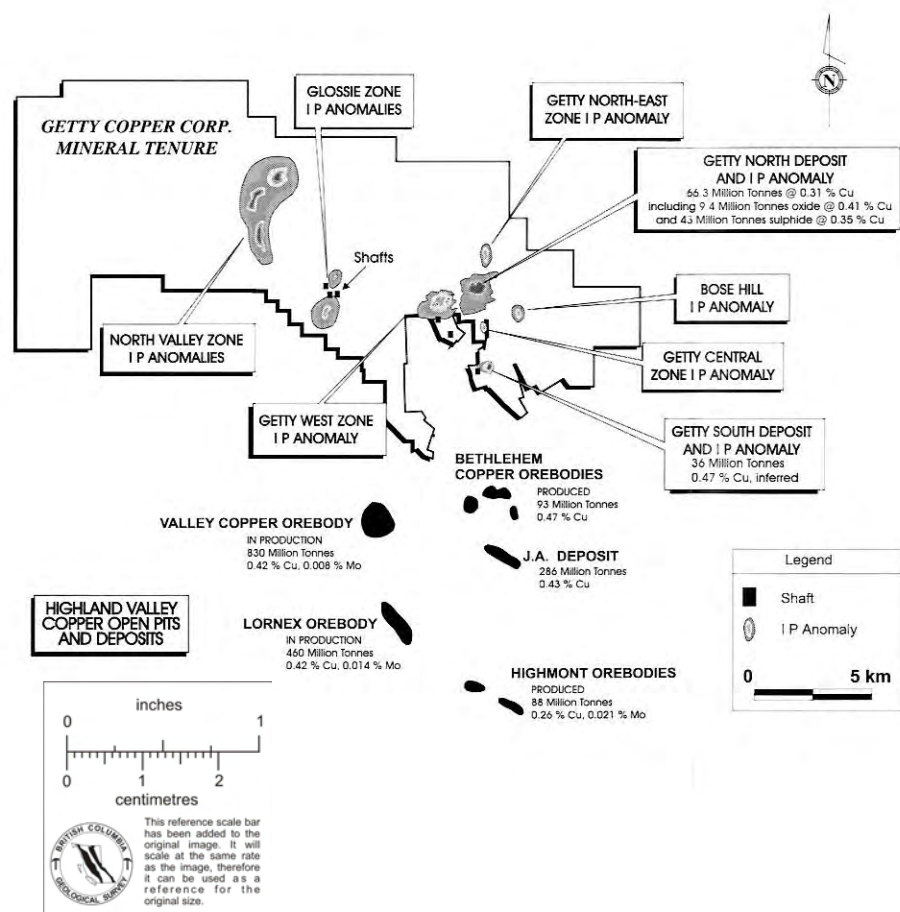 GETTY COPPER CORP.
MINERAL TENURE
GLOSSIE ZONE
I P ANOMALIES
GETTY NORTH-EAST
ZONE I P ANOMALY
N
GETTY NORTH DEPOSIT
AND I P ANOMALY
66.3 Million Tonnes @ 0.31 % Cu
including 9.4 Million Tonnes oxide @ 0.41 % Cu
and 43 Million Tonnes sulphide @ 0.35 % Cu
Shafts
BOSE HILL
I P ANOMALY
NORTH VALLEY ZONE
I P ANOMALIES
GETTY CENTRAL
ZONE I P ANOMALY
GETTY WEST ZONE
I P ANOMALY
GETTY SOUTH DEPOSIT
AND I P ANOMALY
36 Million Tonnes
0.47 % Cu, inferred
BETHLEHEM
COPPER OREBODIES
PRODUCED
93 Million Tonnes
0.47 % Cu
VALLEY COPPER OREBODY
IN PRODUCTION
830 Million Tonnes
0.42 % Cu, 0.008 % Mo
J.A. DEPOSIT
286 Million Tonnes
0.43 % Cu
HIGHLAND VALLEY
COPPER OPEN PITS
AND DEPOSITS
LORNEX OREBODY
IN PRODUCTION
460 Million Tonnes
0.42 % Cu, 0.014 % Mo
HIGHMONT OREBODIES
PRODUCED
88 Million Tonnes
0.26 % Cu, 0.021 % Mo
Legend
Shaft
I P Anomaly
0 5 km
inches
0 1
0 1 2
centimetres
BRITISH COLUMBIA
GEOLOGICAL SURVEY
This reference scale bar
has been added to the
original image. It will
scale at the same rate
as the image, therefore
it can be used as a
reference for the
original size.